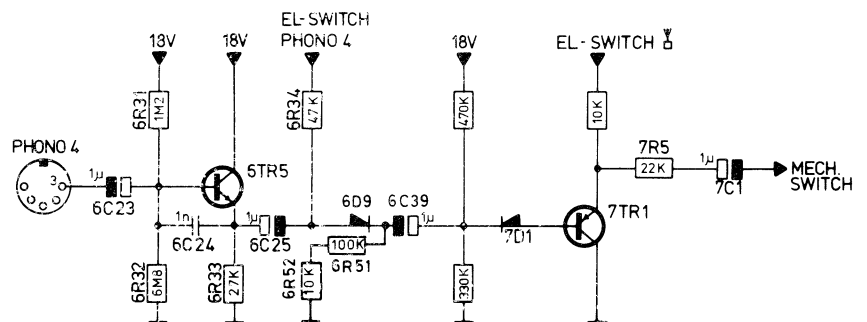 EL-SWITCH
PHONO 4
18V
18V
18V
EL-SWITCH
6R31
1M2
6R34
47K
470K
10K
PHONO 4
3
1µ
6C23
5TR5
6D9
6C39
1µ
7R5
22K
1µ
7C1
MECH.
SWITCH
1n
6C24
1µ
6C25
100K
6R51
7D1
7TR1
6R32
6M8
6R33
27K
6R52
10K
330K